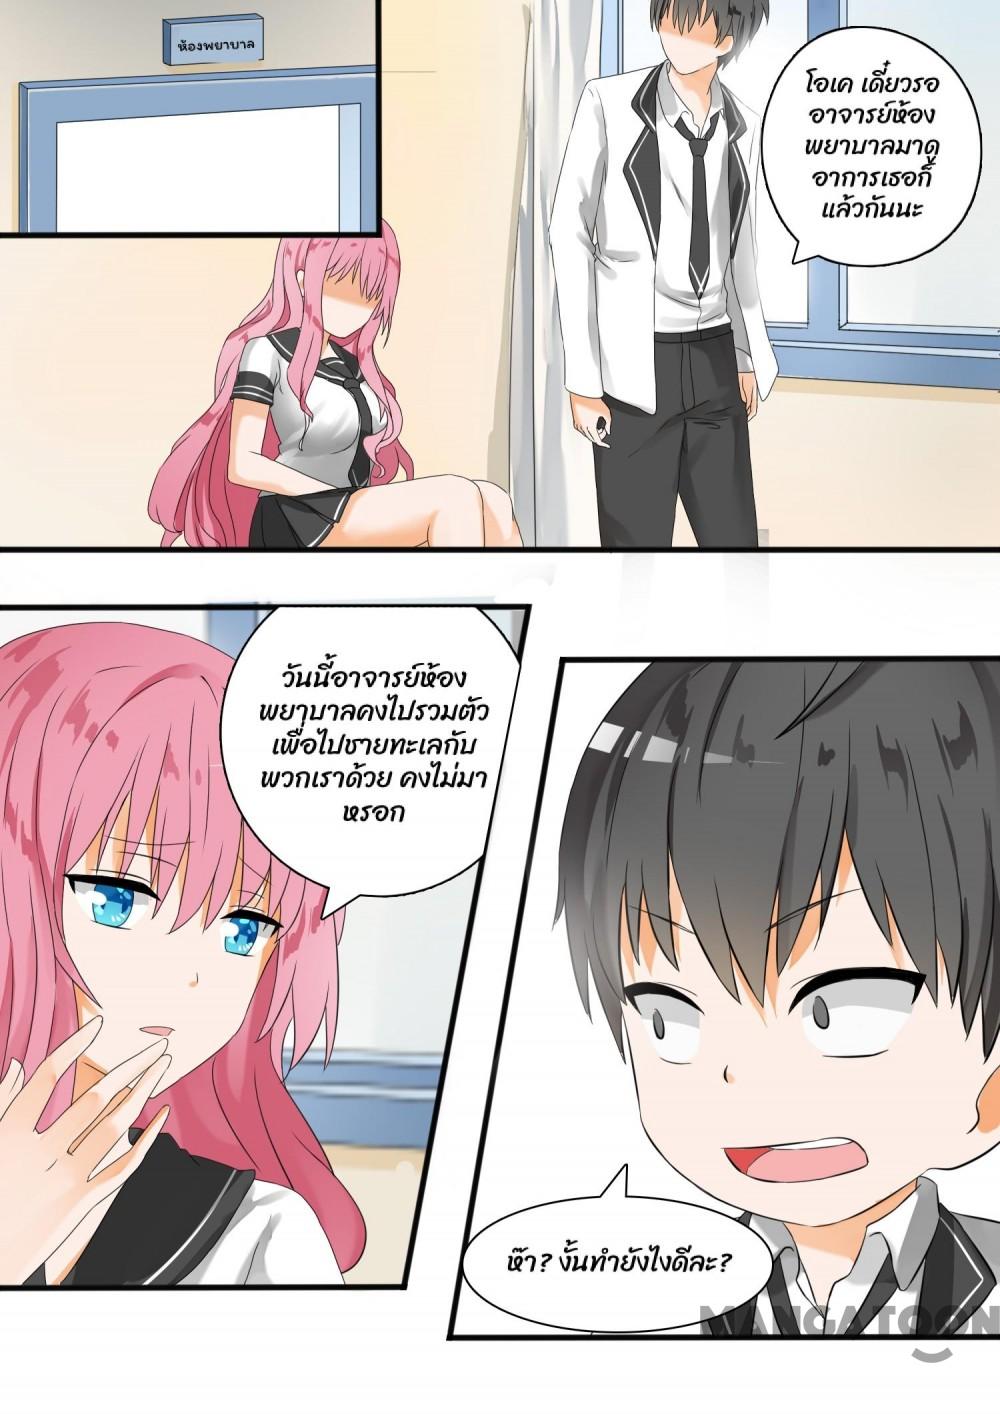 ห้องพยาบาล
โอเค เดี๋ยวรอ
อาจารย์ห้อง
พยาบาลมาดู
อาการเธอก็
แล้วกันนะ
วันนี้อาจารย์ห้อง
พยาบาลคงไปรวมตัว
เพื่อไปชายทะเลกับ
พวกเราด้วย คงไม่มา
หรอก
ห๊า? งั้นทำยังไงดีละ?
MANGATOON